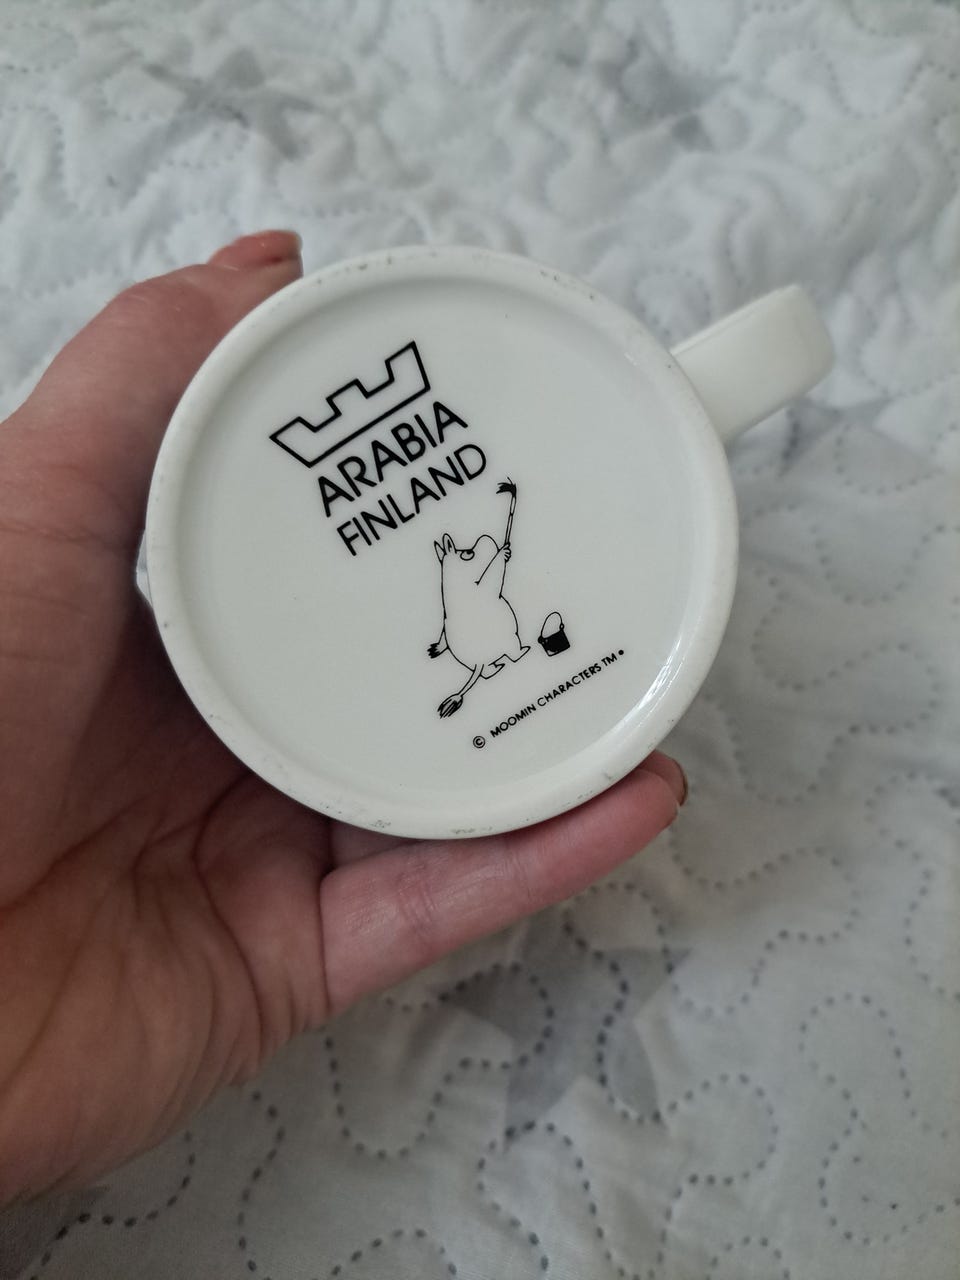 ARABIA
FINLAND
© MOOMIN CHARACTERS TM •